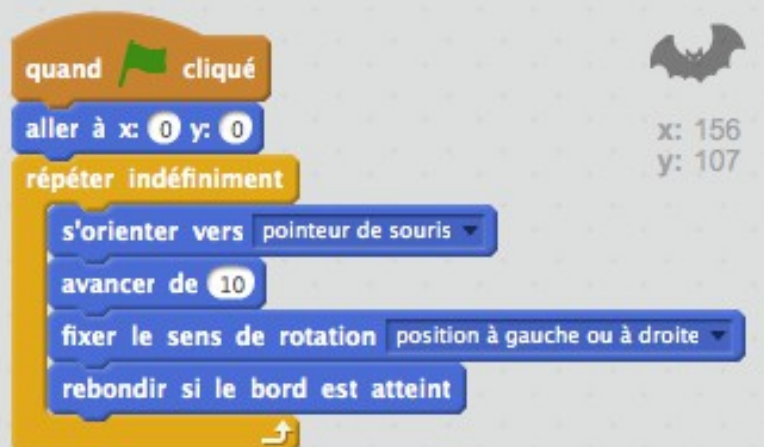 quand cliqué
aller à x: 0 y: 0
répéter indéfiniment
s'orienter vers pointeur de souris
avancer de 10
fixer le sens de rotation position à gauche ou à droite
rebondir si le bord est atteint
x: 156
y: 107